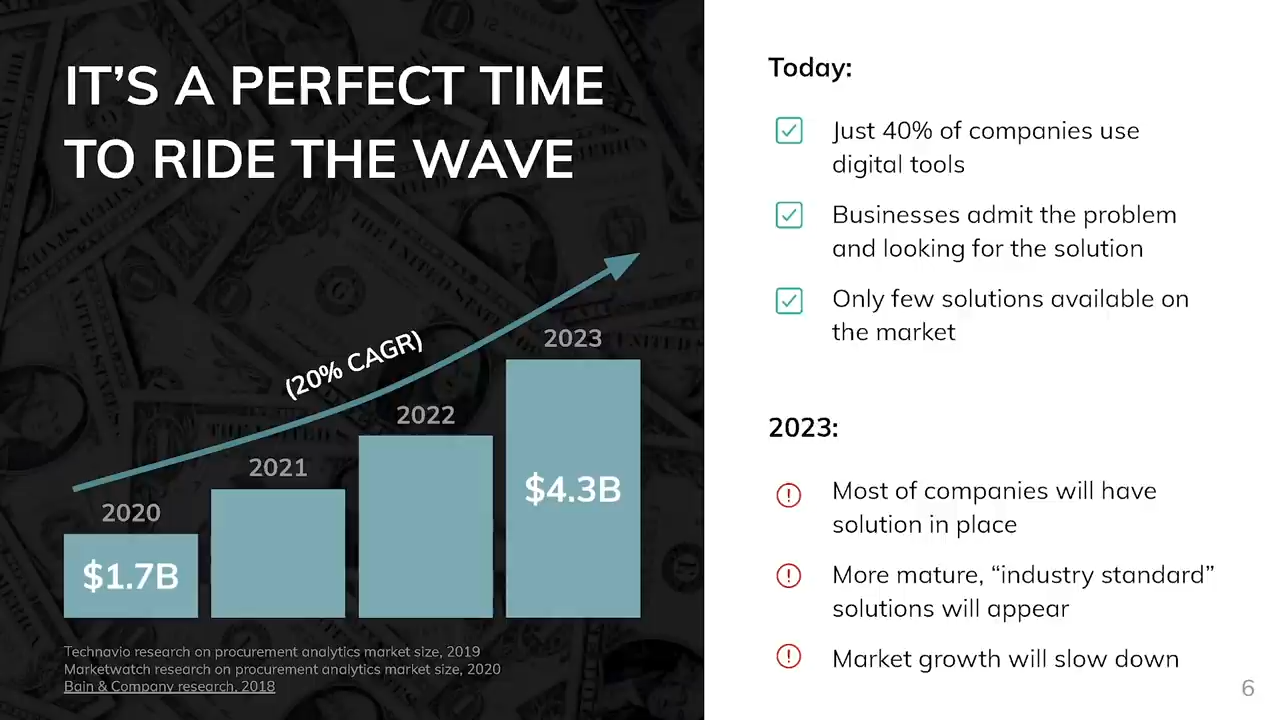 IT’S A PERFECT TIME
TO RIDE THE WAVE
(20% CAGR)
2020
$1.7B
2021
2022
2023
$4.3B
Technavio research on procurement analytics market size, 2019
Marketwatch research on procurement analytics market size, 2020
Bain & Company research, 2018
Today:
Just 40% of companies use
digital tools
Businesses admit the problem
and looking for the solution
Only few solutions available on
the market
2023:
Most of companies will have
solution in place
More mature, “industry standard”
solutions will appear
Market growth will slow down
6